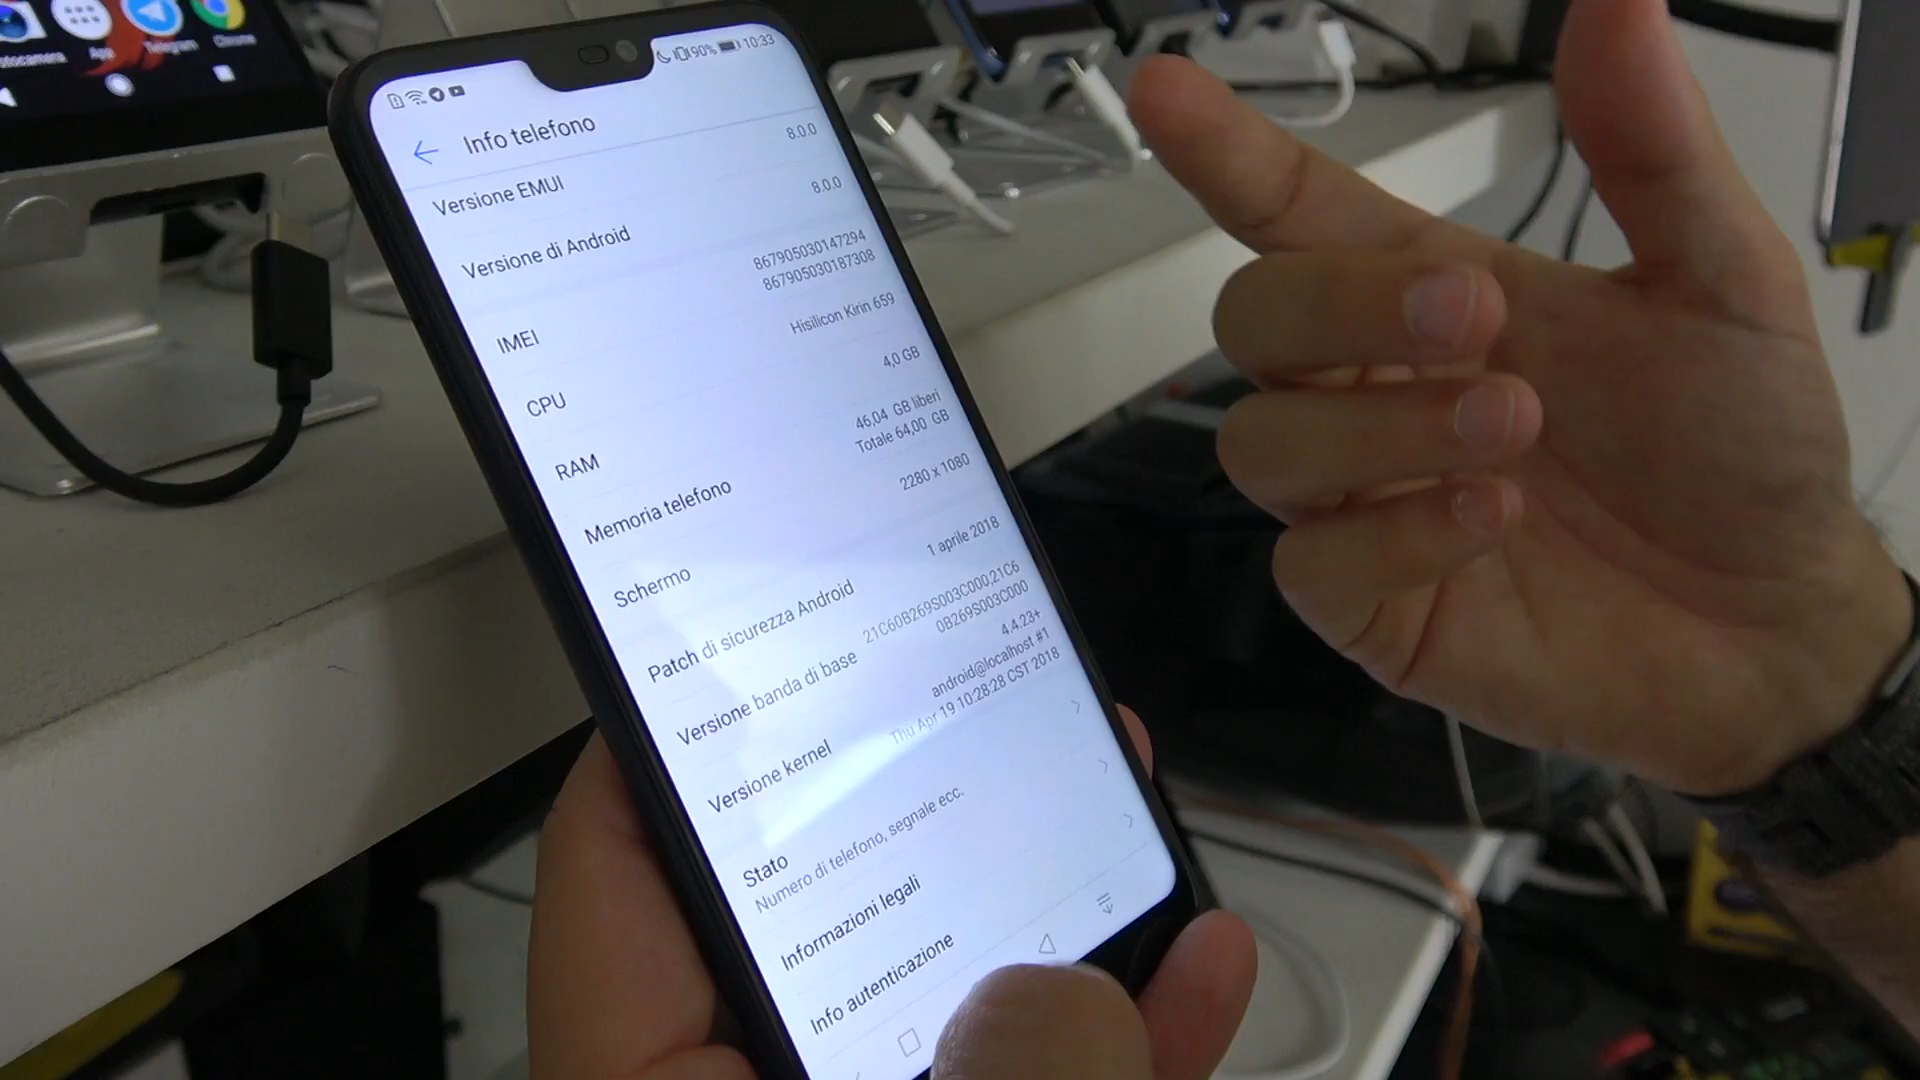 App
Telegram
Chrome
90%
10:33
Info telefono
Versione EMUI
8.0.0
Versione di Android
8.0.0
IMEI
867905030147294
867905030187308
CPU
Hisilicon Kirin 659
RAM
4,0 GB
Memoria telefono
46,04 GB liberi
Totale 64,00 GB
Schermo
2280 x 1080
Patch di sicurezza Android
1 aprile 2018
Versione banda di base
21C60B269S003C000,21C6
0B269S003C000
Versione kernel
4.4.23+
android@localhost #1
Thu Apr 19 10:28:28 CST 2018
Stato
Numero di telefono, segnale ecc.
Informazioni legali
Info autenticazione